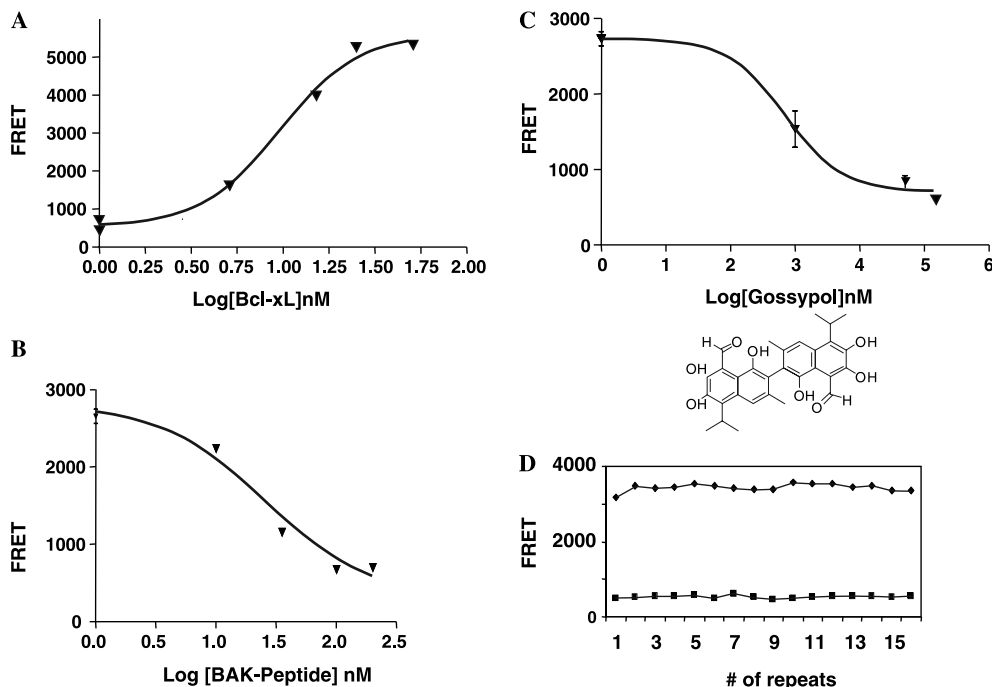 A
FRET
5000
4000
3000
2000
1000
0
0.00 0.25 0.50 0.75 1.00 1.25 1.50 1.75 2.00
Log[Bcl-xL]nM
B
FRET
3000
2000
1000
0
0.0 0.5 1.0 1.5 2.0 2.5
Log [BAK-Peptide] nM
C
FRET
3000
2000
1000
0
0 1 2 3 4 5 6
Log[Gossypol]nM
H
O
OH
OH
OH
OH
OH
OH
O
H
D
FRET
4000
2000
0
1 3 5 7 9 11 13 15
# of repeats